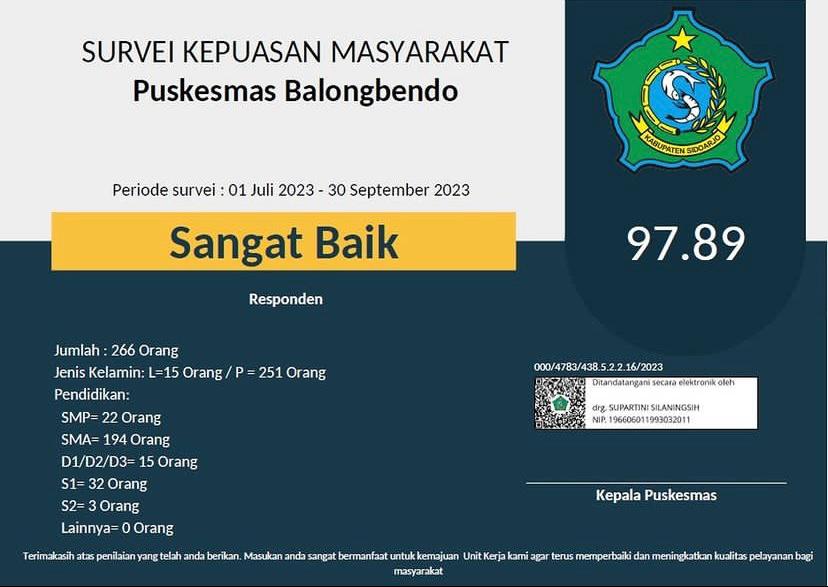 SURVEI KEPUASAN MASYARAKAT
Puskesmas Balongbendo
KABUPATEN SIDOARJO
Periode survei : 01 Juli 2023 - 30 September 2023
Sangat Baik
97.89
Responden
Jumlah : 266 Orang
Jenis Kelamin: L=15 Orang / P = 251 Orang
Pendidikan:
SMP= 22 Orang
SMA= 194 Orang
D1/D2/D3= 15 Orang
S1= 32 Orang
S2= 3 Orang
Lainnya= 0 Orang
000/4783/438.5.2.2.16/2023
Ditandatangani secara elektronik oleh
drg. SUPARTINI SILANINGSIH
NIP. 196606011993032011
Kepala Puskesmas
Terimakasih atas penilaian yang telah anda berikan. Masukan anda sangat bermanfaat untuk kemajuan Unit Kerja kami agar terus memperbaiki dan meningkatkan kualitas pelayanan bagi
masyarakat